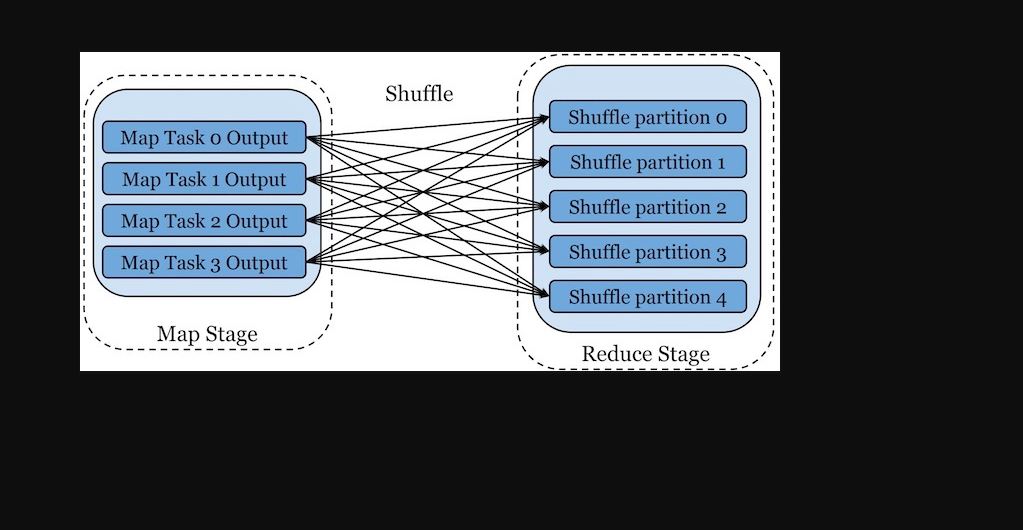 Shuffle
Map Task 0 Output
Map Task 1 Output
Map Task 2 Output
Map Task 3 Output
Map Stage
Shuffle partition 0
Shuffle partition 1
Shuffle partition 2
Shuffle partition 3
Shuffle partition 4
Reduce Stage